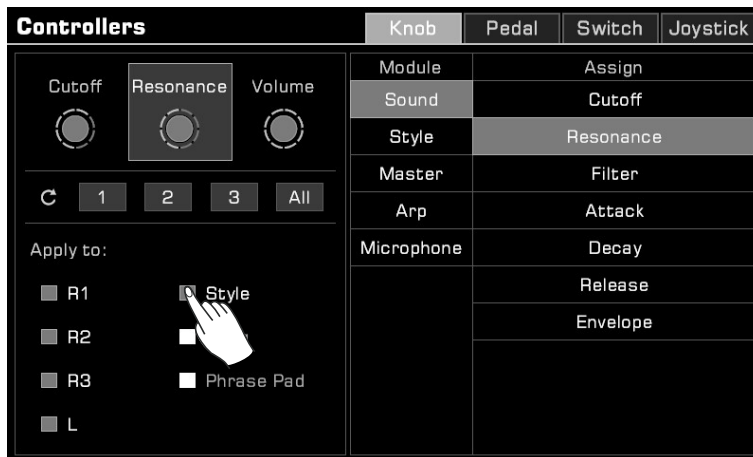 Controllers
Knob Pedal Switch Joystick
Module Assign
Cutoff Resonance Volume
Sound Cutoff
Style Resonance
Master Filter
1 2 3 All
Arp Attack
Apply to:
Microphone Decay
R1 Style
Release
R2
Envelope
R3 Phrase Pad
L